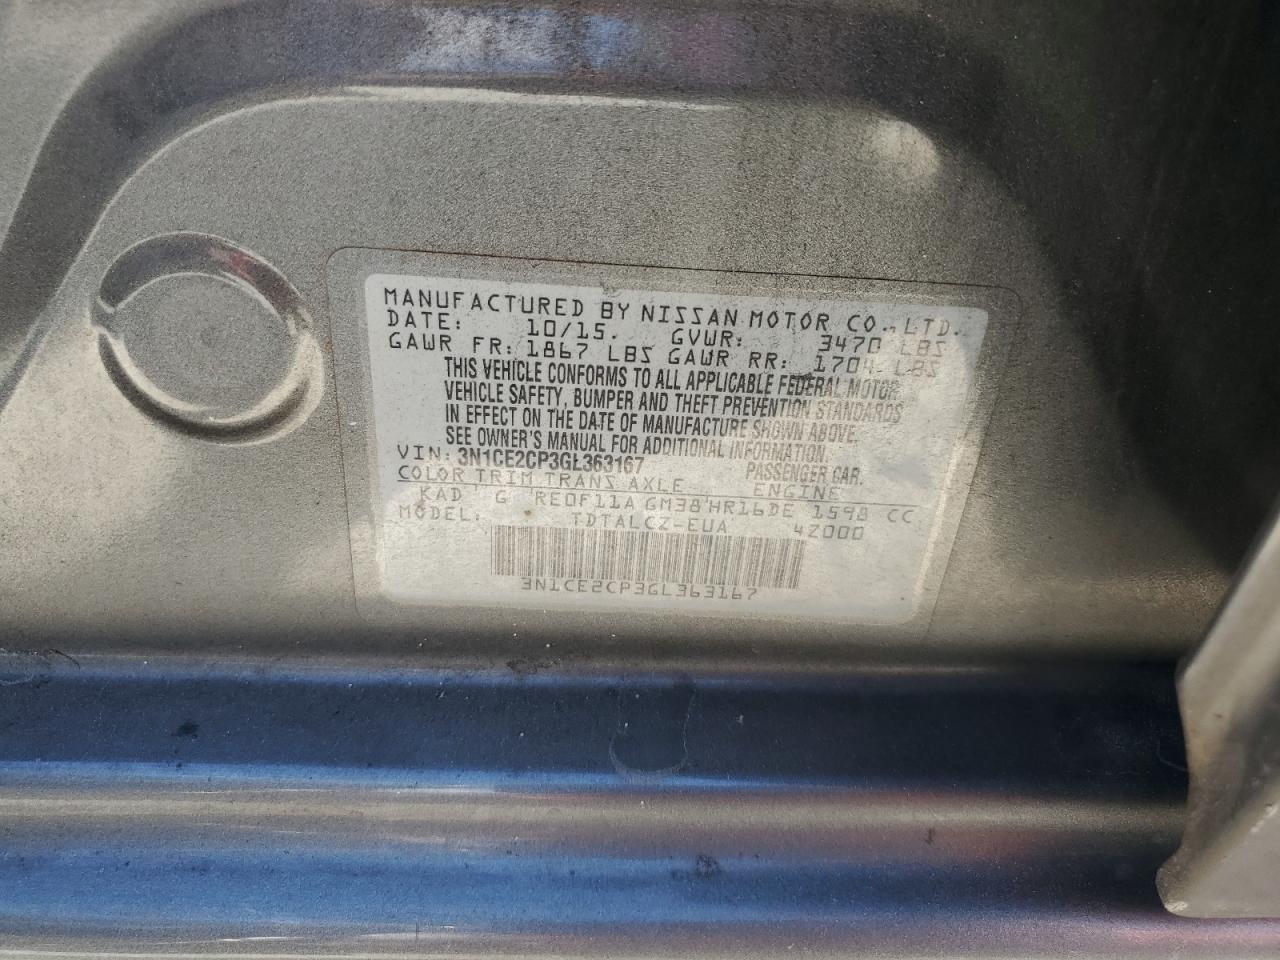 MANUFACTURED BY NISSAN MOTOR CO., LTD.
DATE: 10/15. GVWR: 3470 LBS
GAWR FR: 1867 LBS GAWR RR: 1704 LBS
THIS VEHICLE CONFORMS TO ALL APPLICABLE FEDERAL MOTOR
VEHICLE SAFETY, BUMPER AND THEFT PREVENTION STANDARDS
IN EFFECT ON THE DATE OF MANUFACTURE SHOWN ABOVE.
SEE OWNER'S MANUAL FOR ADDITIONAL INFORMATION.
VIN: 3N1CE2CP3GL363167 PASSENGER CAR.
COLOR TRIM TRANS AXLE ENGINE
KAD G RE0F11A GM38 HR16DE 1598 CC
MODEL: TDTALCZ-EUA 4Z000
3N1CE2CP3GL363167